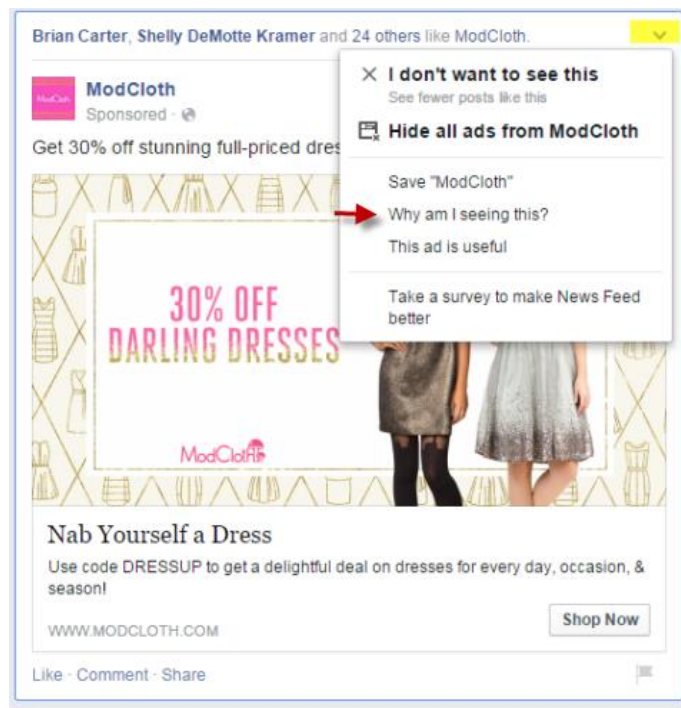 Brian Carter, Shelly DeMotte Kramer and 24 others like ModCloth.
ModCloth
ModCloth
Sponsored ·
Get 30% off stunning full-priced
I don't want to see this
See fewer posts like this
Hide all ads from ModCloth
Save "ModCloth"
Why am I seeing this?
This ad is useful
Take a survey to make News Feed
better
30% OFF
DARLING DRESSES
ModCloth
Nab Yourself a Dress
Use code DRESSUP to get a delightful deal on dresses for every day, occasion, &
season!
WWW.MODCLOTH.COM
Shop Now
Like · Comment · Share